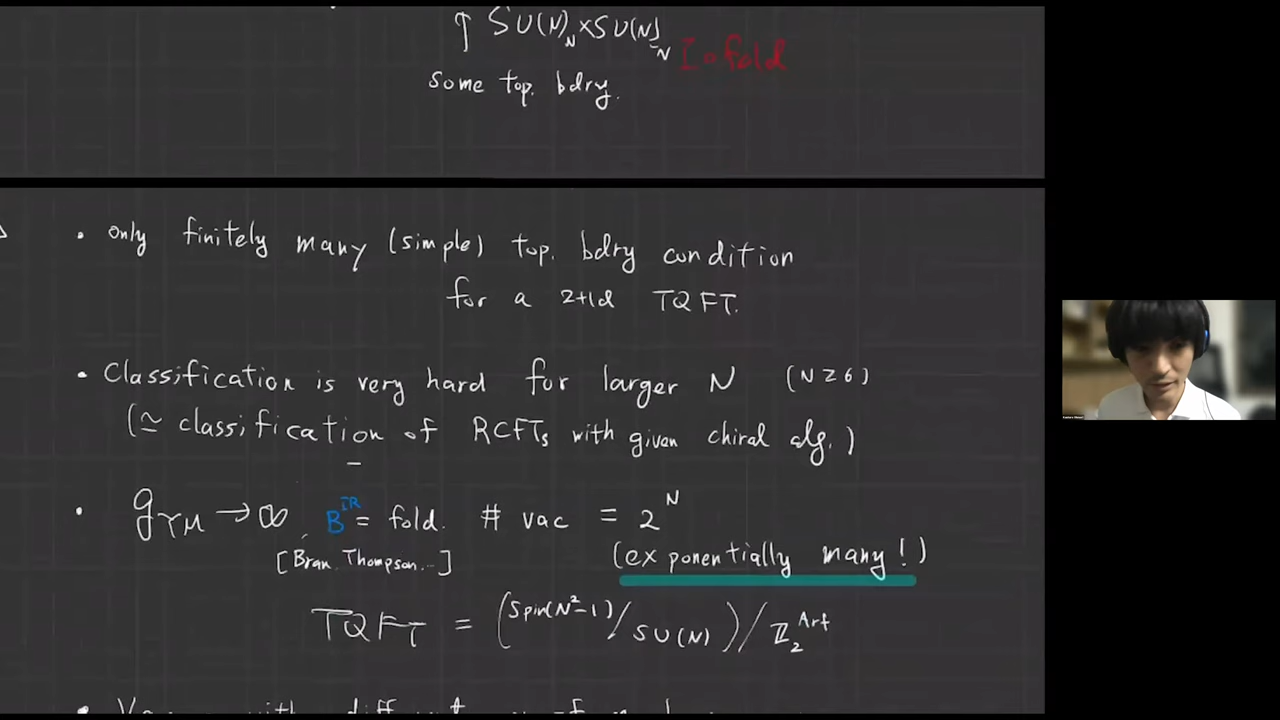 ↑ SU(N)_N × SU(N)_-N I = fold
some top. bdry.
• only finitely many (simple) top. bdry condition
for a 2+1d TQFT.
• Classification is very hard for larger N (N≥6)
(≃ classification of RCFTs with given chiral alg.)
• g_YM → ∞ B^IR = fold. # vac = 2^N
[Bran. Thompson...] (exponentially many!)
TQFT = (Spin(N²-1)/SU(N))/Z_2^Arf